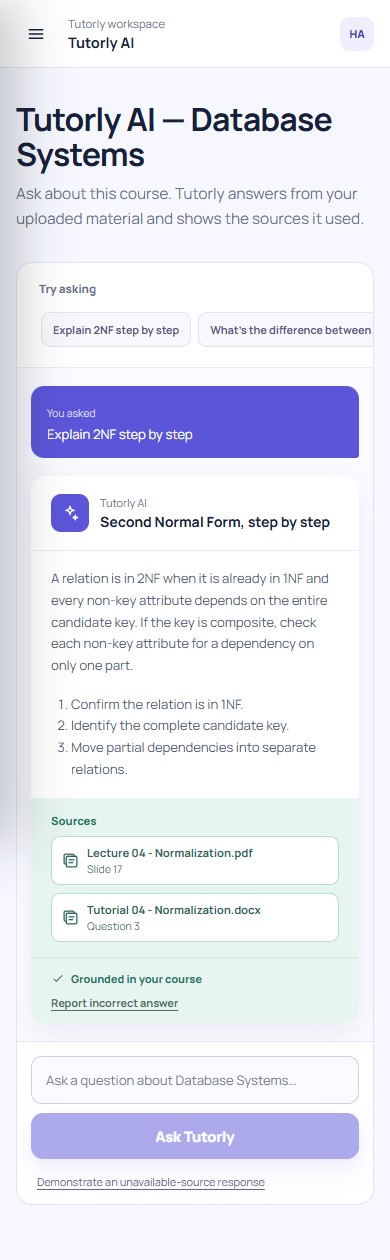 Tutorly workspace
Tutorly AI
HA
Tutorly AI — Database
Systems
Ask about this course. Tutorly answers from your
uploaded material and shows the sources it used.
Try asking
Explain 2NF step by step
What's the difference between
You asked
Explain 2NF step by step
Tutorly AI
Second Normal Form, step by step
A relation is in 2NF when it is already in 1NF and
every non-key attribute depends on the entire
candidate key. If the key is composite, check
each non-key attribute for a dependency on
only one part.
1. Confirm the relation is in 1NF.
2. Identify the complete candidate key.
3. Move partial dependencies into separate
relations.
Sources
Lecture 04 - Normalization.pdf
Slide 17
Tutorial 04 - Normalization.docx
Question 3
Grounded in your course
Report incorrect answer
Ask a question about Database Systems...
Ask Tutorly
Demonstrate an unavailable-source response